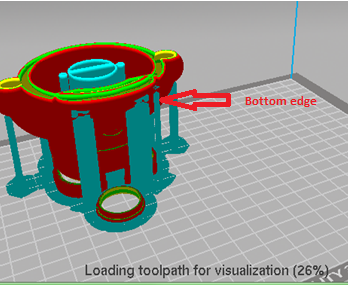 Bottom edge
Loading toolpath for visualization (26%)